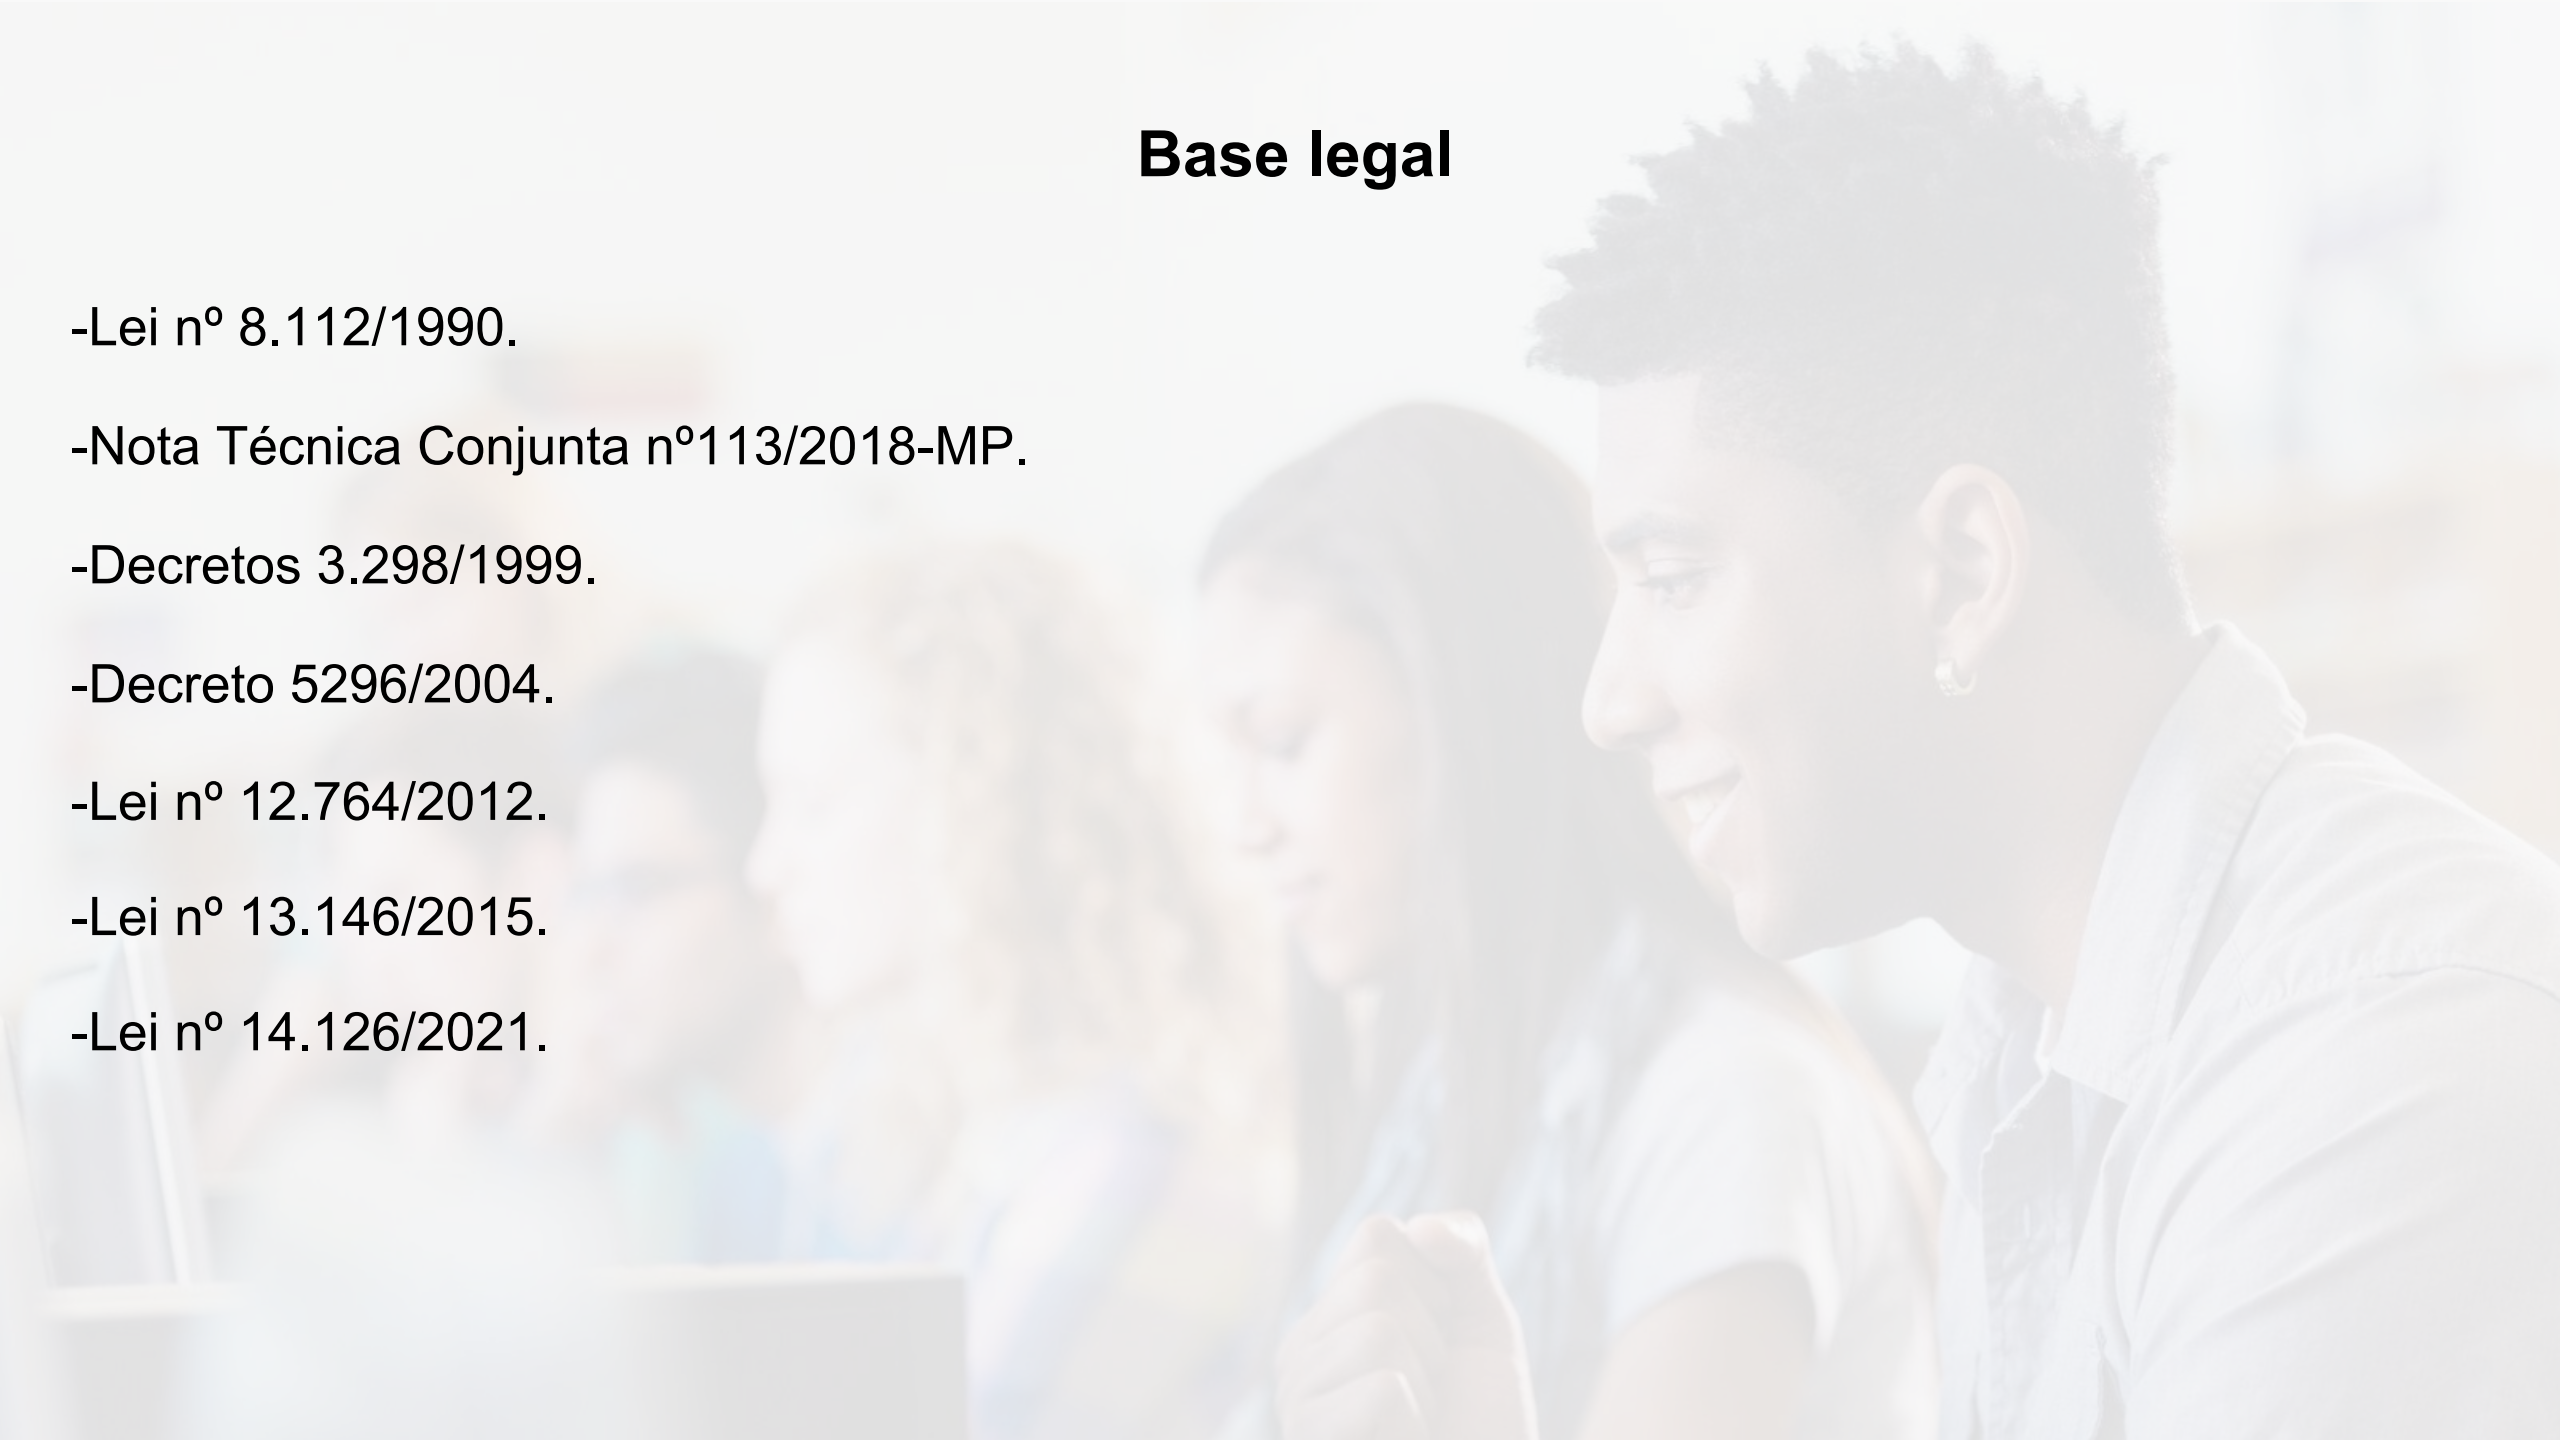 Base legal
-Lei nº 8.112/1990.
-Nota Técnica Conjunta nº113/2018-MP.
-Decretos 3.298/1999.
-Decreto 5296/2004.
-Lei nº 12.764/2012.
-Lei nº 13.146/2015.
-Lei nº 14.126/2021.